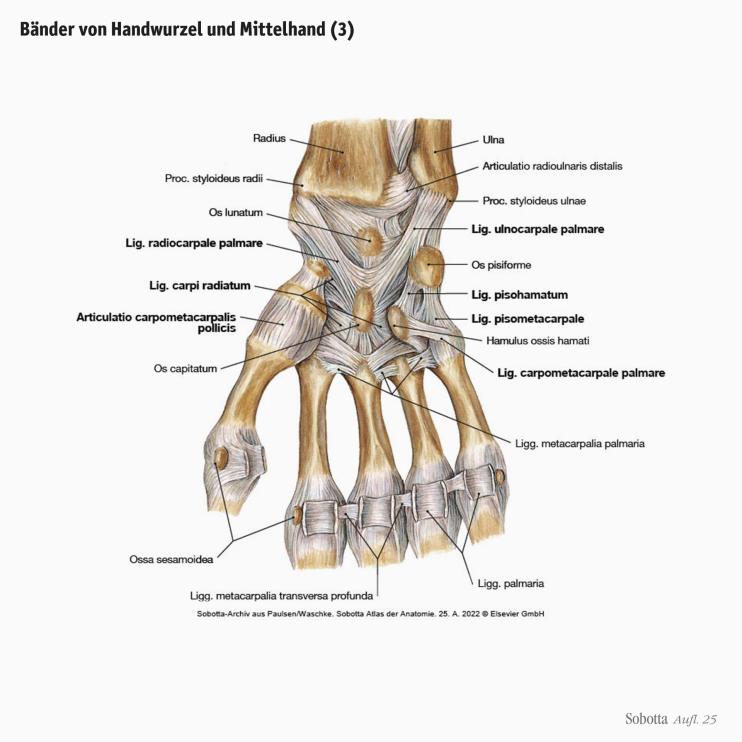 Bänder von Handwurzel und Mittelhand (3)
Radius
Ulna
Articulatio radioulnaris distalis
Proc. styloideus radii
Proc. styloideus ulnae
Os lunatum
Lig. ulnocarpale palmare
Lig. radiocarpale palmare
Os pisiforme
Lig. carpi radiatum
Lig. pisohamatum
Articulatio carpometacarpalis
pollicis
Lig. pisometacarpale
Hamulus ossis hamati
Os capitatum
Lig. carpometacarpale palmare
Ligg. metacarpalia palmaria
Ossa sesamoidea
Ligg. palmaria
Ligg. metacarpalia transversa profunda
Sobotta-Archiv aus Paulsen/Waschke. Sobotta Atlas der Anatomie. 25. A. 2022 © Elsevier GmbH
Sobotta Aufl. 25